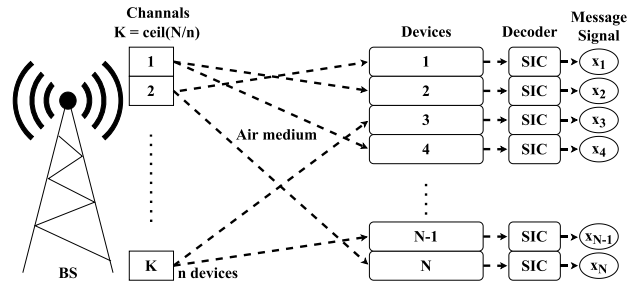 Channels
K = ceil(N/n)
Devices
Decoder
Message
Signal
1
1
SIC
x1
2
2
SIC
x2
3
SIC
x3
Air medium
4
SIC
x4
N-1
SIC
xN-1
K
N
SIC
xN
BS
n devices